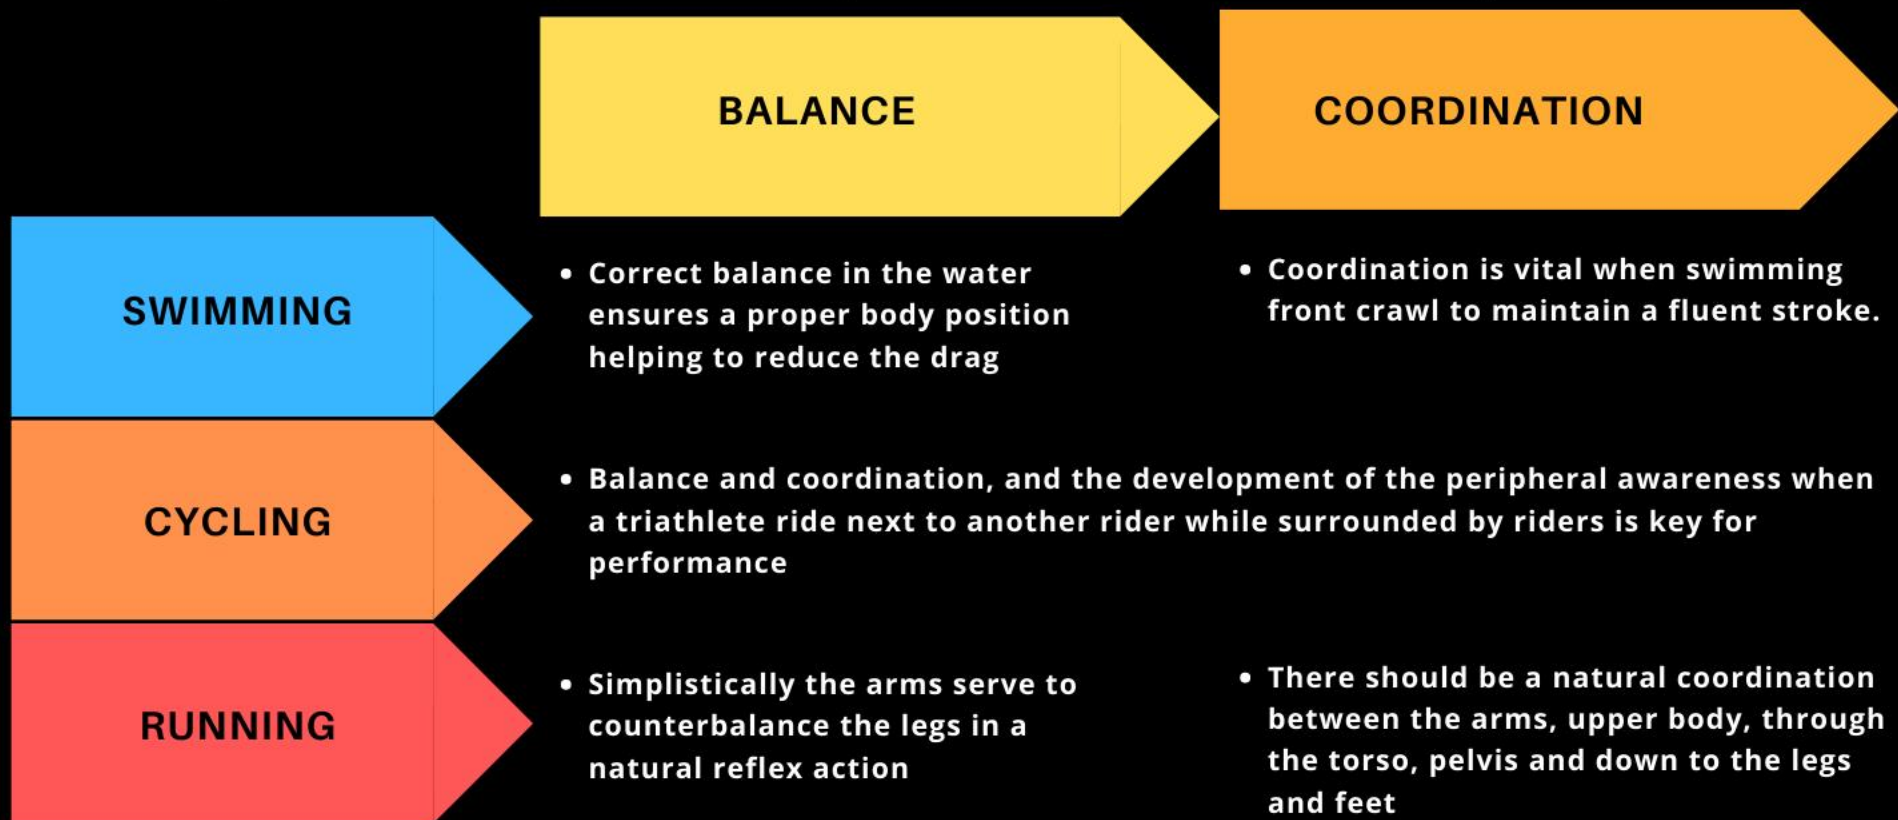 BALANCE
COORDINATION
SWIMMING
• Correct balance in the water
ensures a proper body position
helping to reduce the drag
• Coordination is vital when swimming
front crawl to maintain a fluent stroke.
CYCLING
• Balance and coordination, and the development of the peripheral awareness when
a triathlete ride next to another rider while surrounded by riders is key for
performance
RUNNING
• Simplistically the arms serve to
counterbalance the legs in a
natural reflex action
• There should be a natural coordination
between the arms, upper body, through
the torso, pelvis and down to the legs
and feet